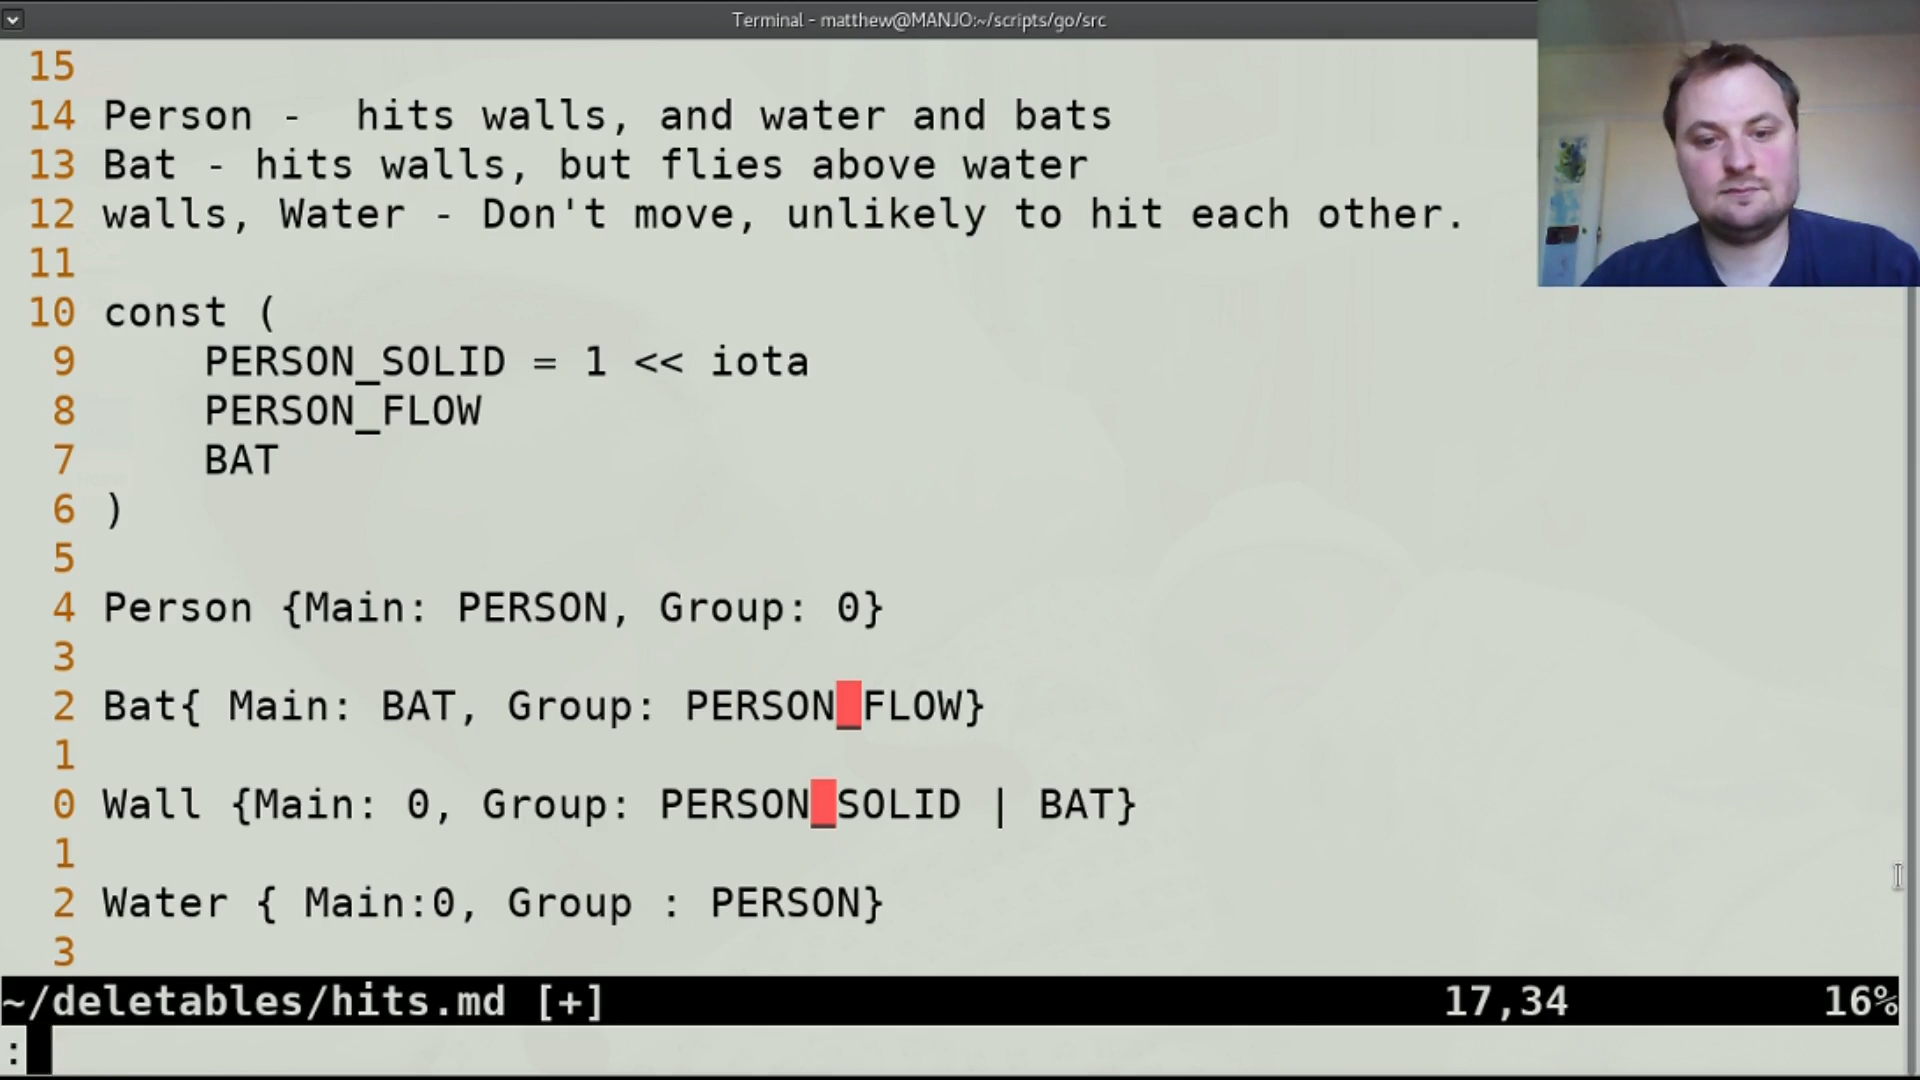 Terminal - matthew@MANJO:~/scripts/go/src
15
14 Person -  hits walls, and water and bats
13 Bat - hits walls, but flies above water
12 walls, Water - Don't move, unlikely to hit each other.
11
10 const (
9     PERSON_SOLID = 1 << iota
8     PERSON_FLOW
7     BAT
6 )
5
4 Person {Main: PERSON, Group: 0}
3
2 Bat{ Main: BAT, Group: PERSON_FLOW}
1
0 Wall {Main: 0, Group: PERSON_SOLID | BAT}
1
2 Water { Main:0, Group : PERSON}
3
~/deletables/hits.md [+] 17,34 16%
: